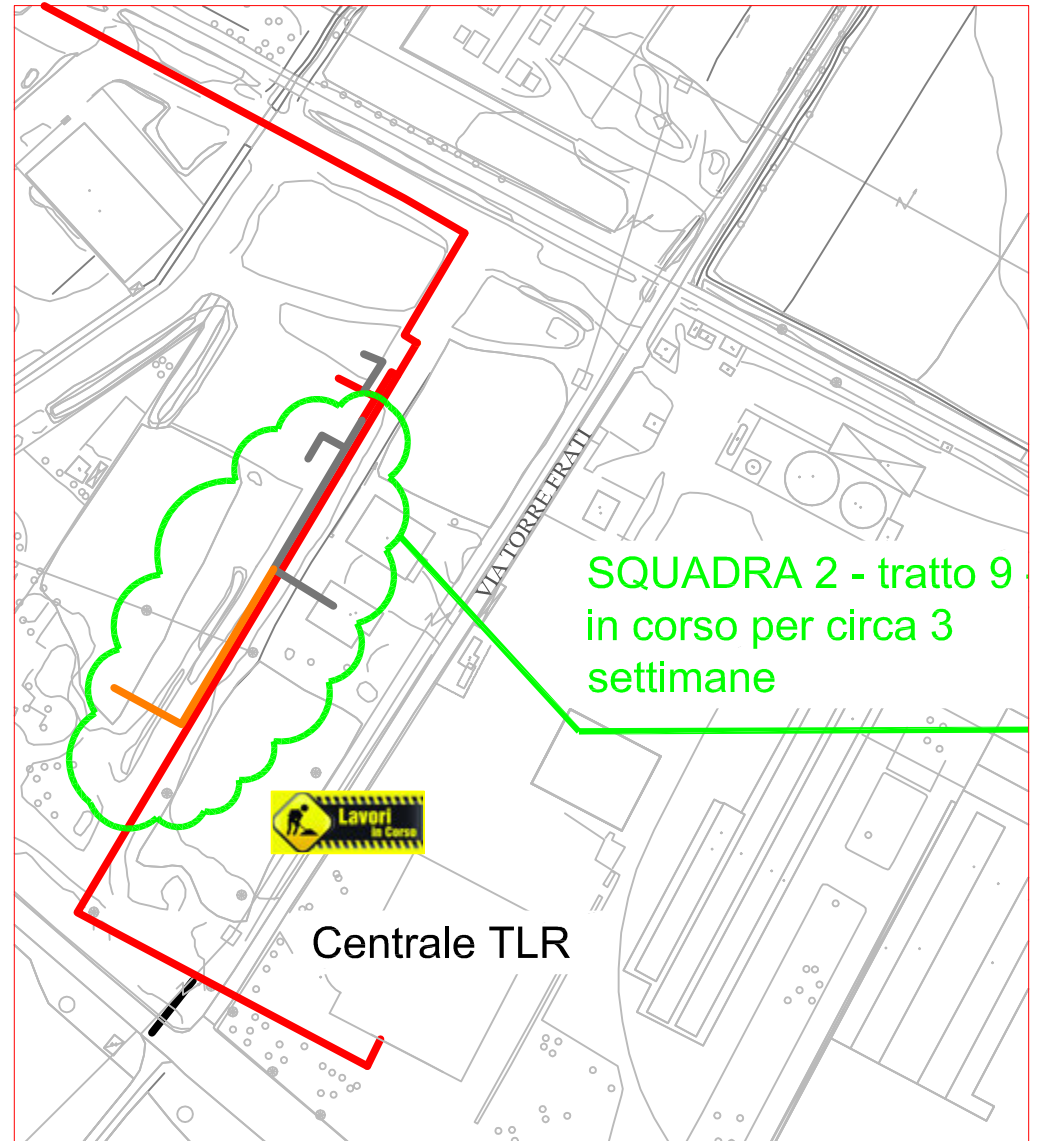 VIA TORRE FRATI
SQUADRA 2 - tratto 9 -
in corso per circa 3
settimane
Lavori
in Corso
Centrale TLR